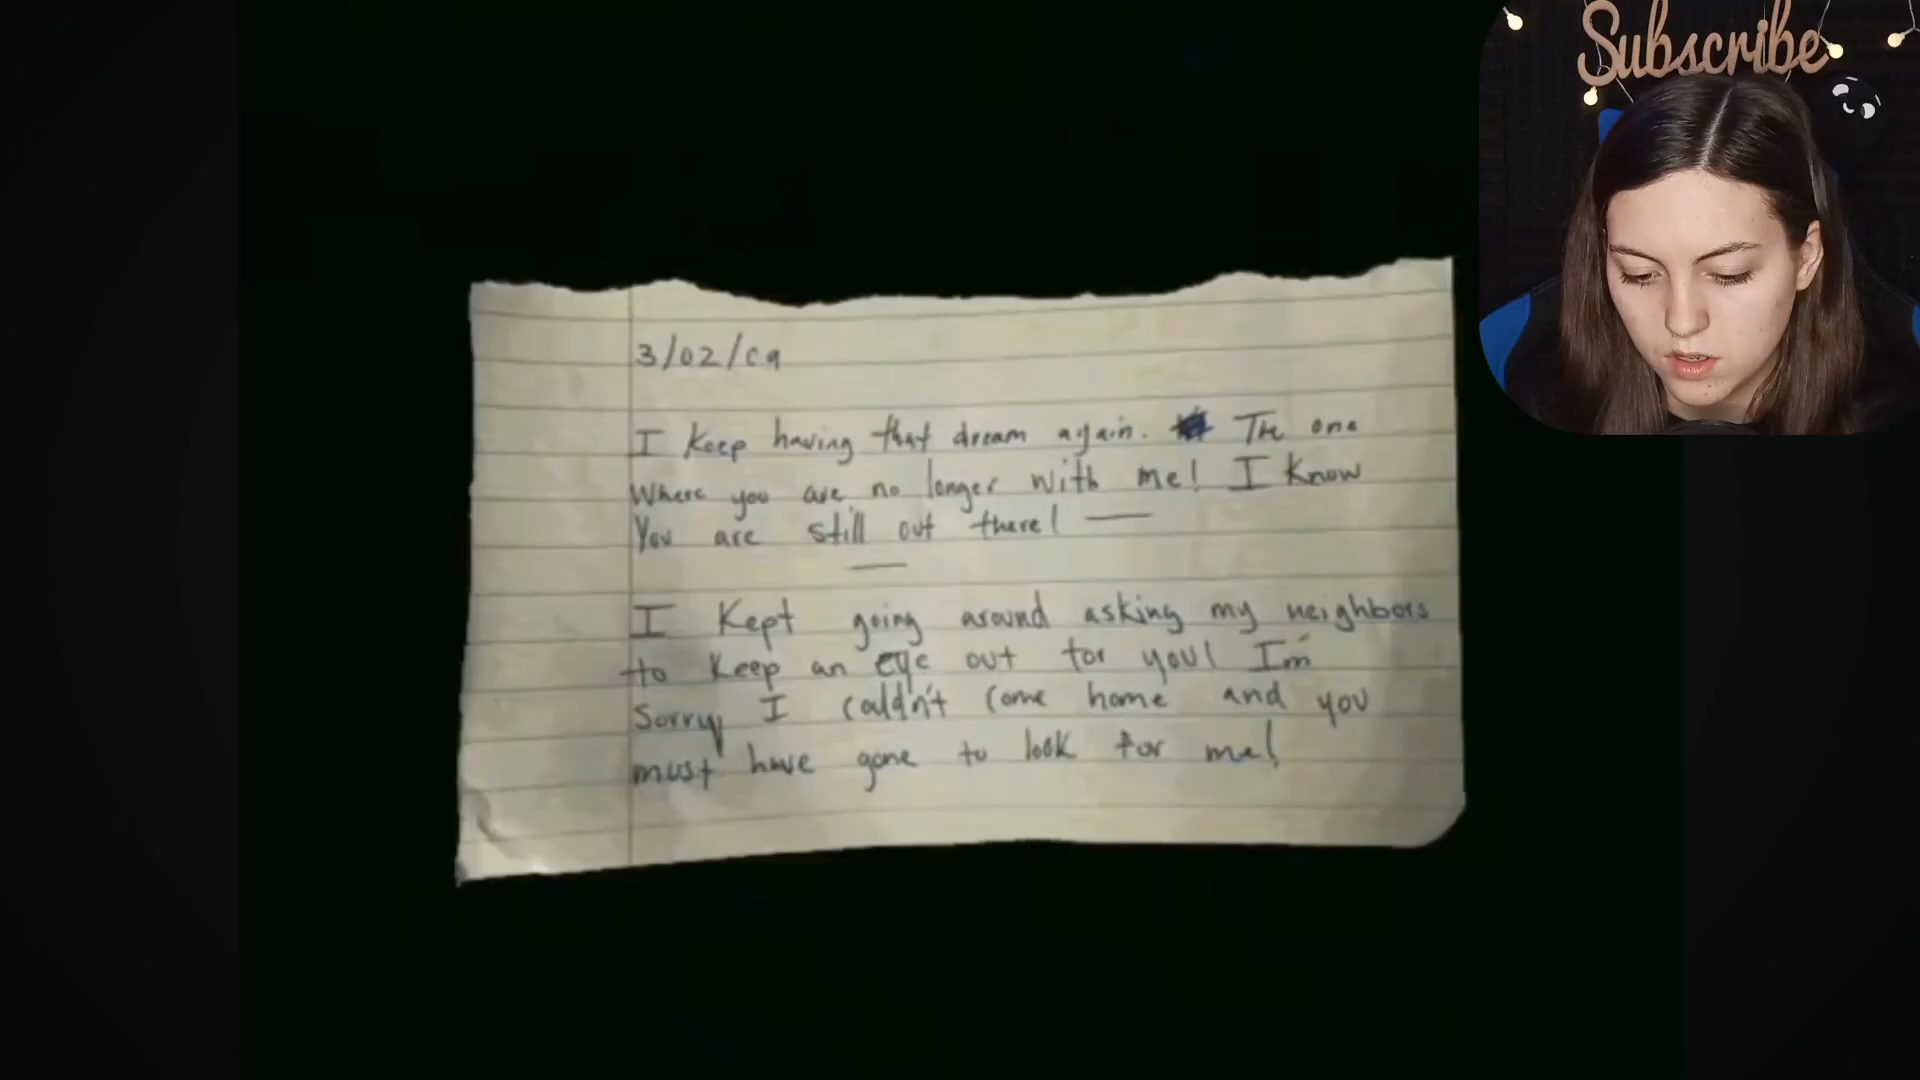 Subscribe
3/02/09
I keep having that dream again. The one
Where you are no longer with me! I Know
You are still out there!
I Kept going around asking my neighbors
to keep an eye out for you! I'm
Sorry I couldn't come home and you
must have gone to look for me!